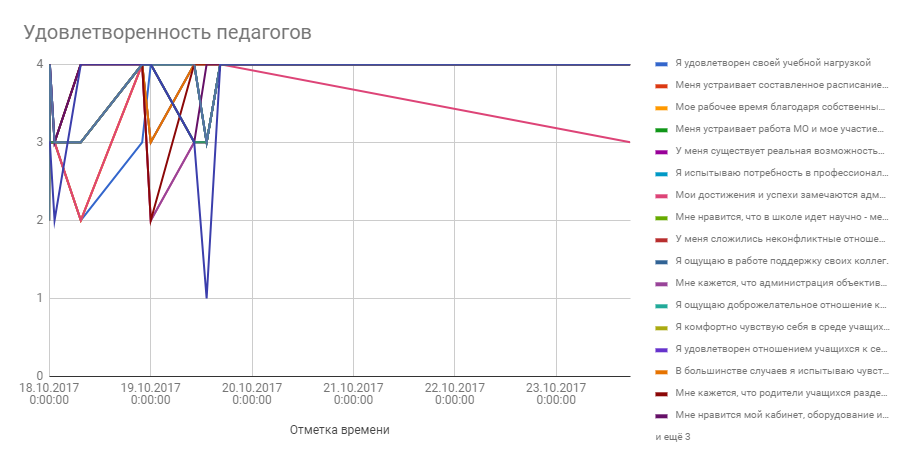 Удовлетворенность педагогов
4
3
2
1
0
18.10.2017 0:00:00
19.10.2017 0:00:00
20.10.2017 0:00:00
21.10.2017 0:00:00
22.10.2017 0:00:00
23.10.2017 0:00:00
Отметка времени
Я удовлетворен своей учебной нагрузкой
Меня устраивает составленное расписание...
Мое рабочее время благодаря собственны...
Меня устраивает работа МО и мое участие...
У меня существует реальная возможность...
Я испытываю потребность в профессионал...
Мои достижения и успехи замечаются адм...
Мне нравится, что в школе идет научно - ме...
У меня сложились неконфликтные отноше...
Я ощущаю в работе поддержку своих коллег.
Мне кажется, что администрация объектив...
Я ощущаю доброжелательное отношение к...
Я комфортно чувствую себя в среде учащих...
Я удовлетворен отношением учащихся к се...
В большинстве случаев я испытываю чувст...
Мне кажется, что родители учащихся разде...
Мне нравится мой кабинет, оборудование и...
и ещё 3